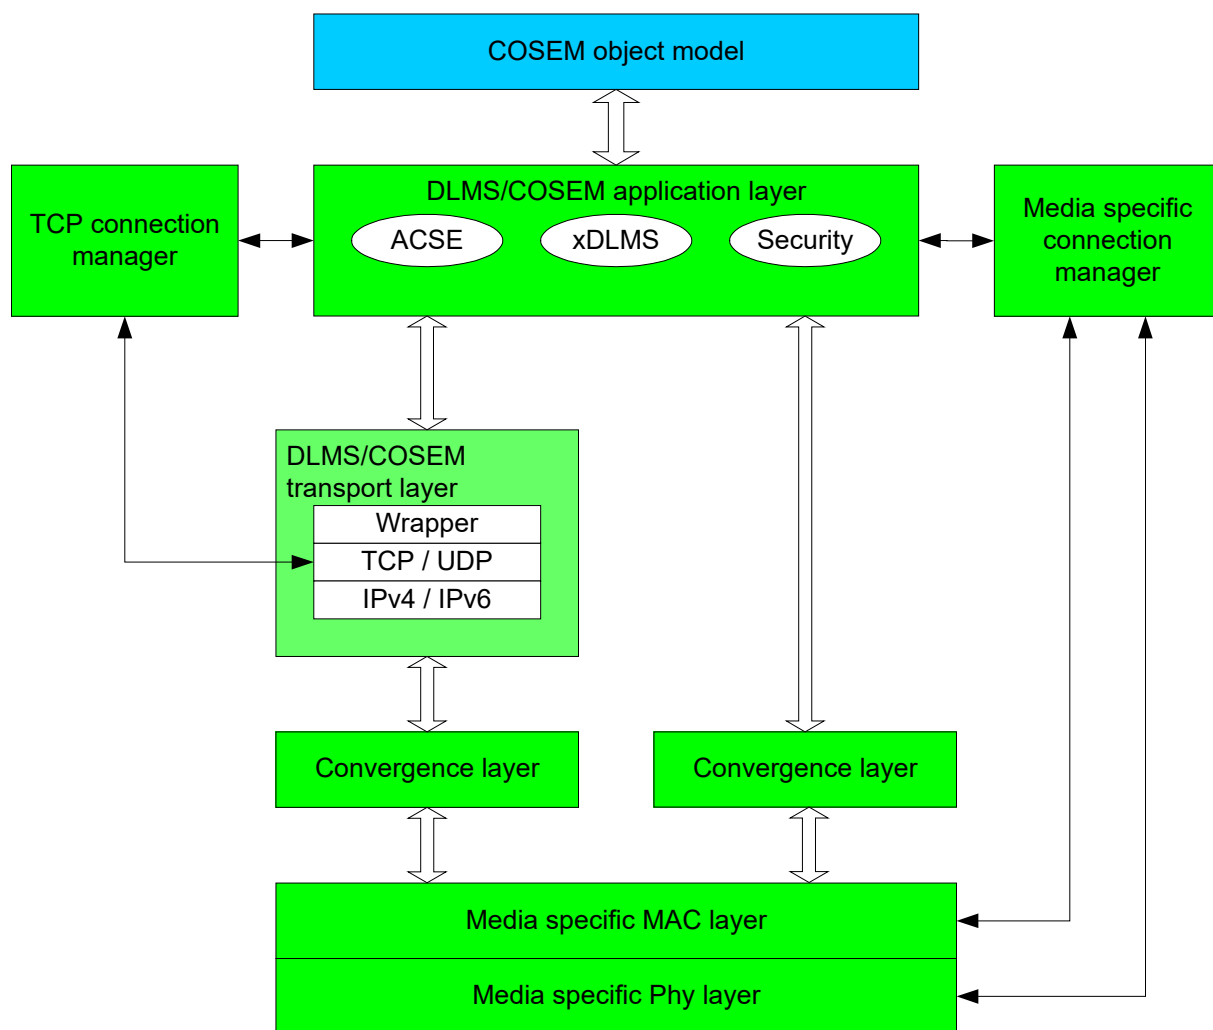 COSEM object model
TCP connection
manager
DLMS/COSEM application layer
ACSE
xDLMS
Security
Media specific
connection
manager
DLMS/COSEM
transport layer
Wrapper
TCP / UDP
IPv4 / IPv6
Convergence layer
Convergence layer
Media specific MAC layer
Media specific Phy layer